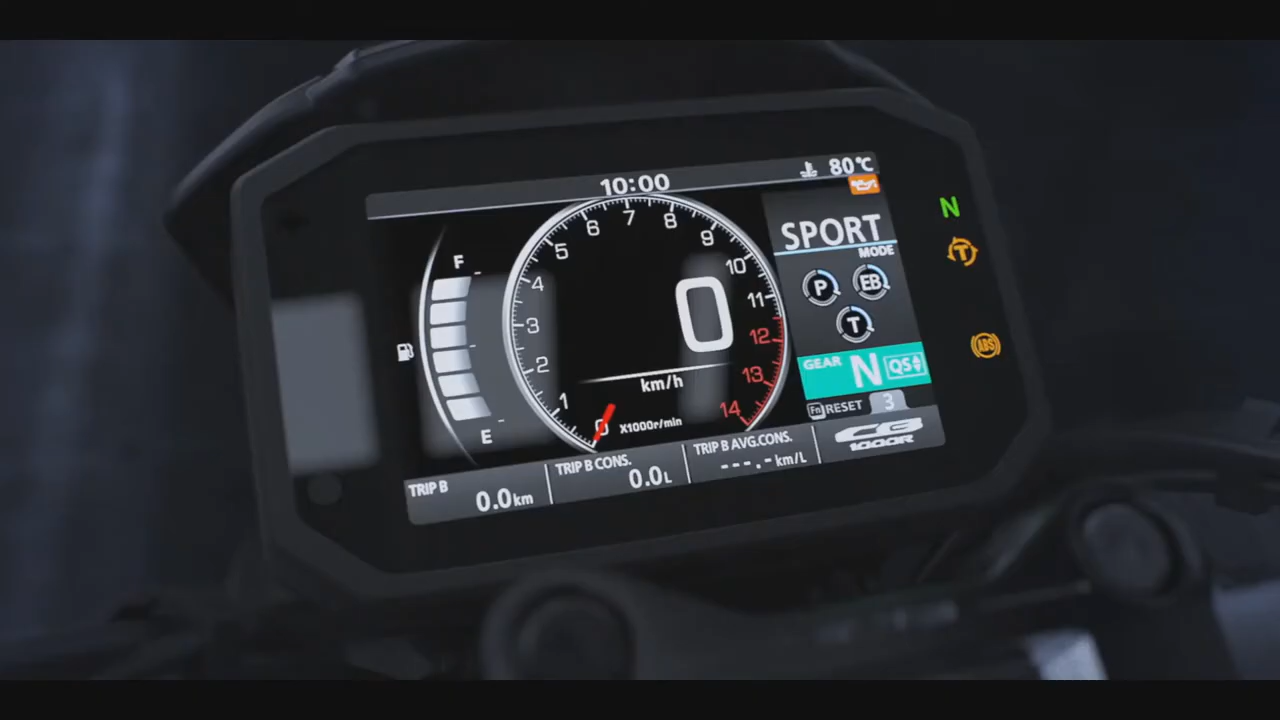 10:00
80℃
F
E
0 1 2 3 4 5 6 7 8 9 10 11 12 13 14
0
km/h
X1000r/min
SPORT
MODE
P
EB
T
GEAR N QS
Fn RESET 3
TRIP B
0.0km
TRIP B CONS.
0.0L
TRIP B AVG.CONS.
---.-km/L
CB
1000R
N
T
ABS